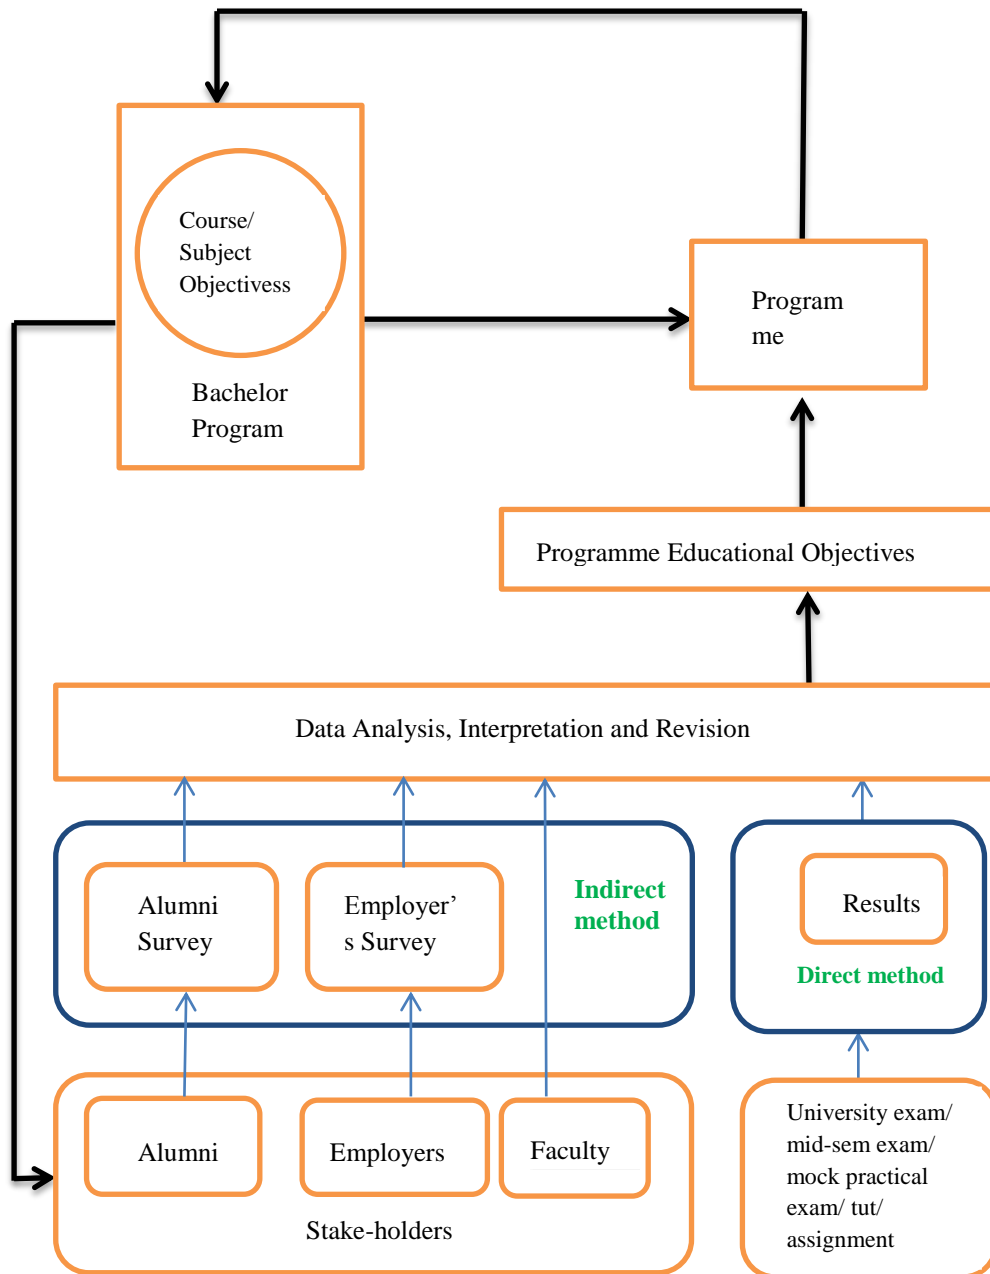 Course/
Subject
Objectivess
Bachelor
Program
Program
me
Programme Educational Objectives
Data Analysis, Interpretation and Revision
Alumni
Survey
Employer’
s Survey
Indirect
method
Results
Direct method
Alumni
Employers
Faculty
Stake-holders
University exam/
mid-sem exam/
mock practical
exam/ tut/
assignment